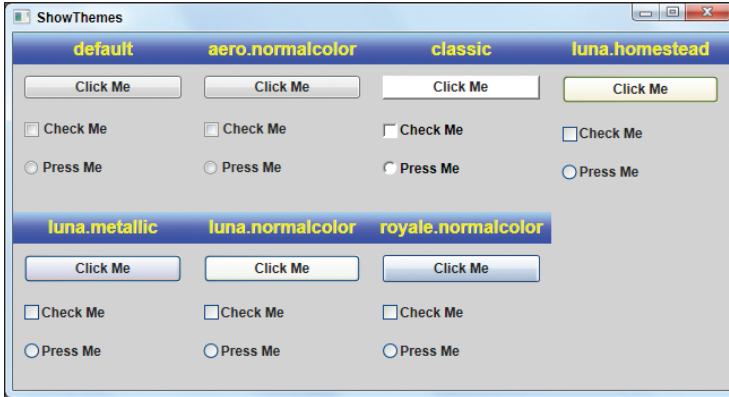 ShowThemes
default aero.normalcolor classic luna.homestead
Click Me Click Me Click Me Click Me
Check Me Check Me Check Me Check Me
Press Me Press Me Press Me Press Me
luna.metallic luna.normalcolor royale.normalcolor
Click Me Click Me Click Me
Check Me Check Me Check Me
Press Me Press Me Press Me